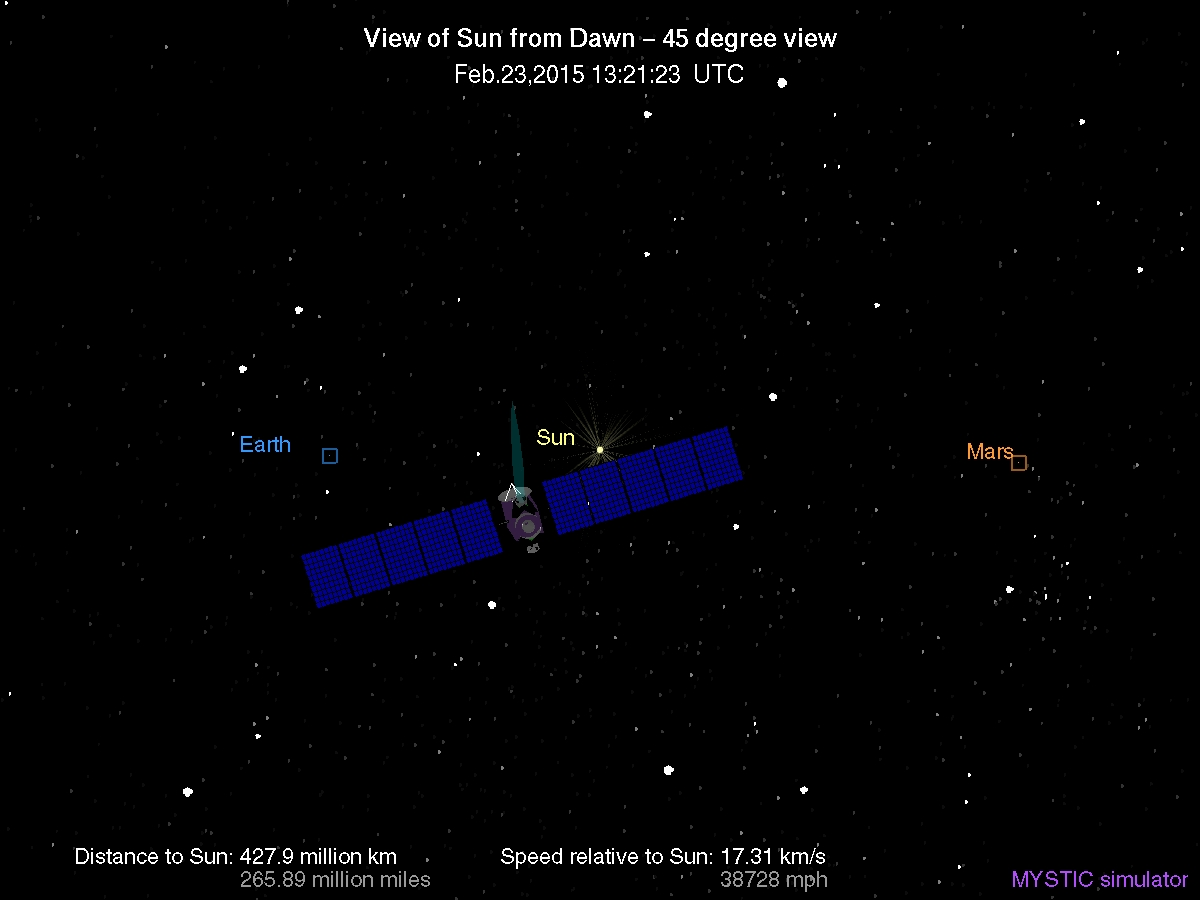 View of Sun from Dawn – 45 degree view
Feb.23,2015 13:21:23 UTC
Sun
Earth
Mars
Distance to Sun: 427.9 million km
265.89 million miles
Speed relative to Sun: 17.31 km/s
38728 mph
MYSTIC simulator